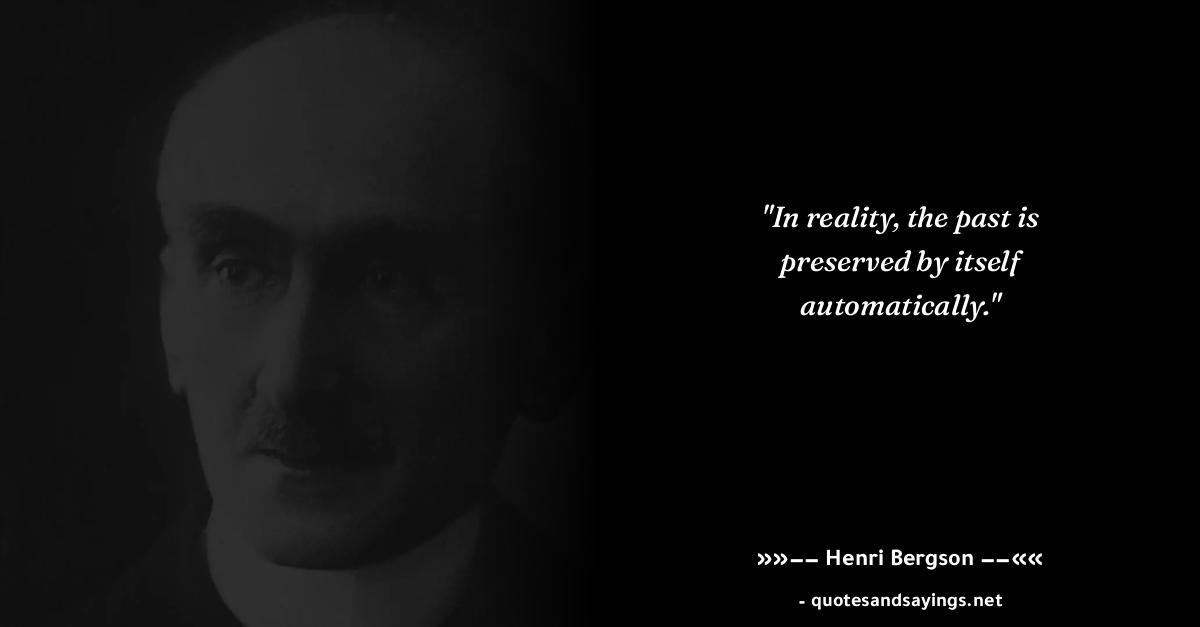 "In reality, the past is
preserved by itself
automatically."
»»−− Henri Bergson −−««
- quotesandsayings.net